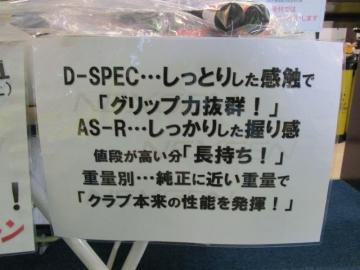 D-SPEC…しっとりした感触で
「グリップ力抜群！」
AS-R…しっかりした握り感
値段が高い分「長持ち！」
重量別…純正に近い重量で
「クラブ本来の性能を発揮！」